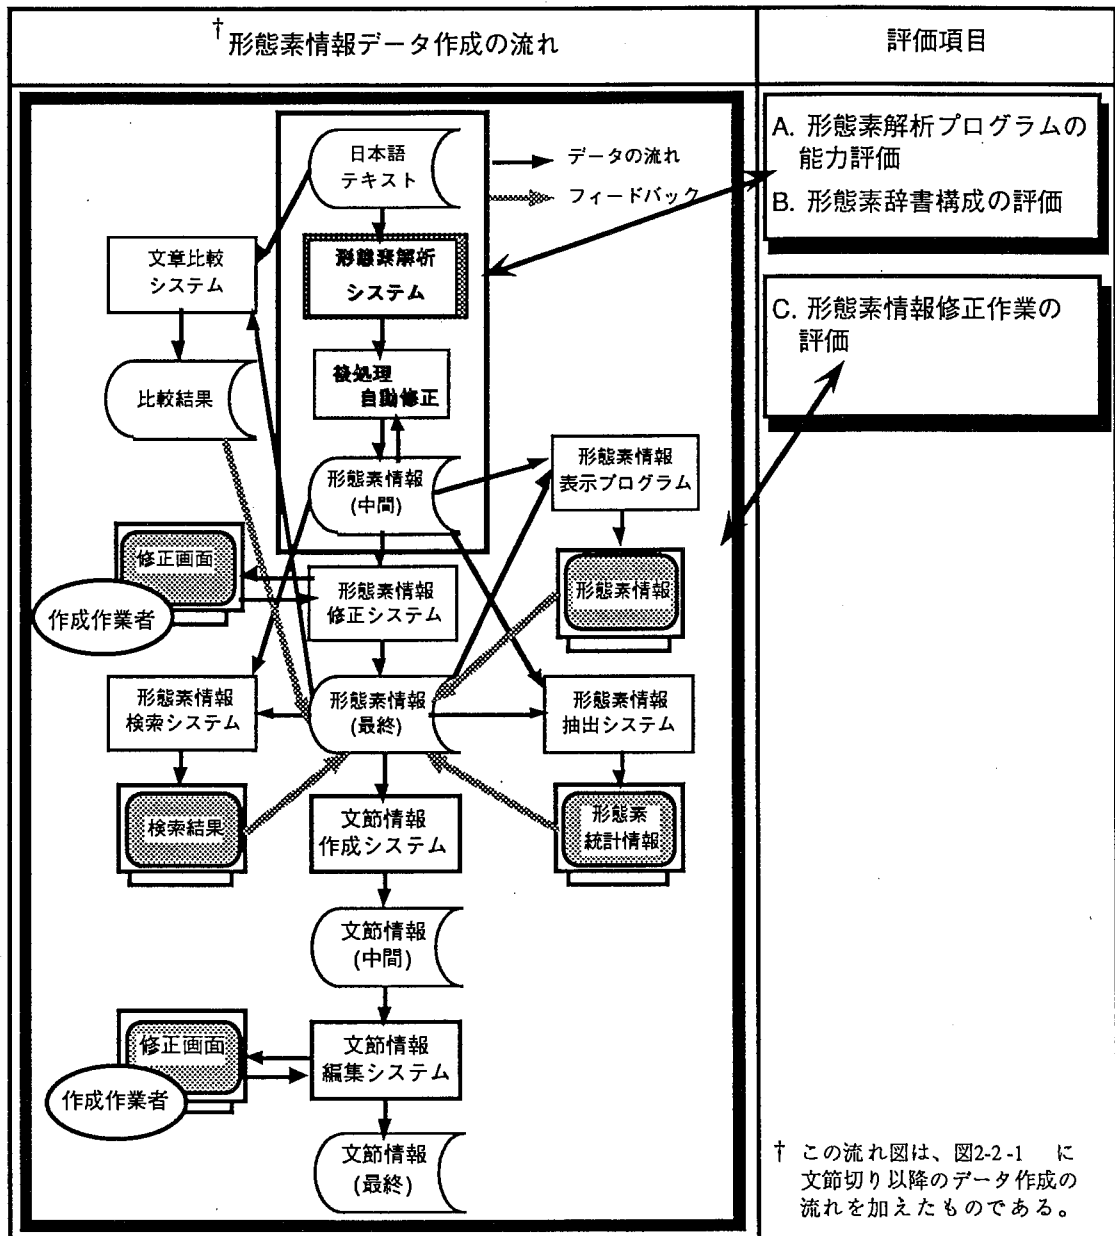 †形態素情報データ作成の流れ
評価項目
日本語
テキスト
データの流れ
フィードバック
文章比較
システム
形態素解析
システム
比較結果
後処理
自動修正
形態素情報
(中間)
形態素情報
表示プログラム
修正画面
作成作業者
形態素情報
修正システム
形態素情報
形態素情報
検索システム
形態素情報
(最終)
形態素情報
抽出システム
検索結果
文節情報
作成システム
形態素
統計情報
文節情報
(中間)
修正画面
作成作業者
文節情報
編集システム
文節情報
(最終)
A. 形態素解析プログラムの
能力評価
B. 形態素辞書構成の評価
C. 形態素情報修正作業の
評価
† この流れ図は、図2-2-1 に
文節切り以降のデータ作成の
流れを加えたものである。